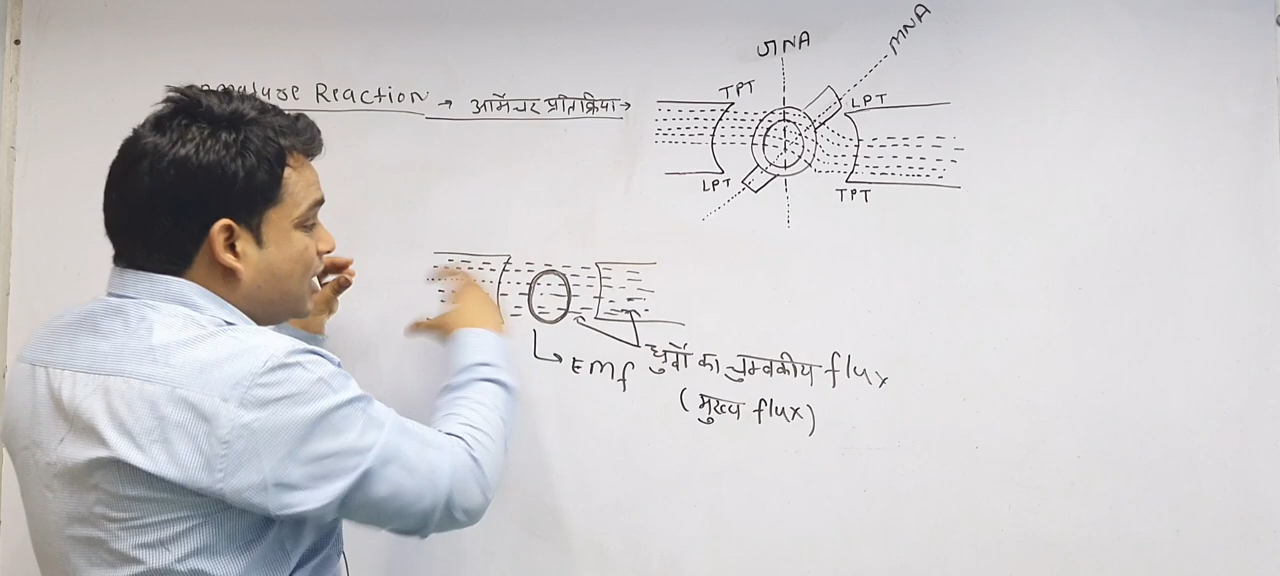 Reaction → आर्मेचर प्रतिक्रिया→
GNA
MNA
TPT
LPT
LPT
TPT
EMf
ध्रुवों का चुम्बकीय flux
(मुख्य flux)